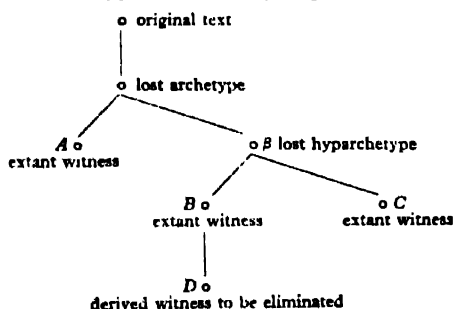 original text
lost archetype
A
extant witness
β lost hyparchetype
B
extant witness
C
extant witness
D
derived witness to be eliminated